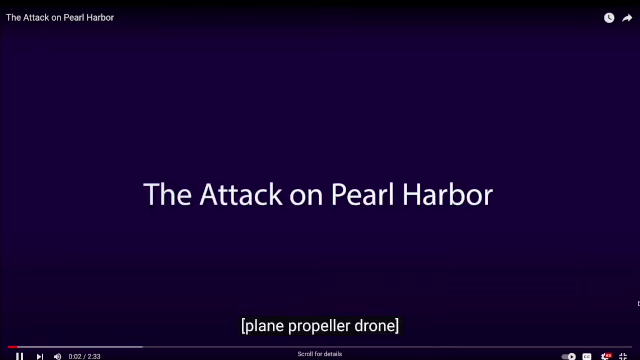 The Attack on Pearl Harbor
The Attack on Pearl Harbor
[plane propeller drone]
0:02 / 2:33
Scroll for details